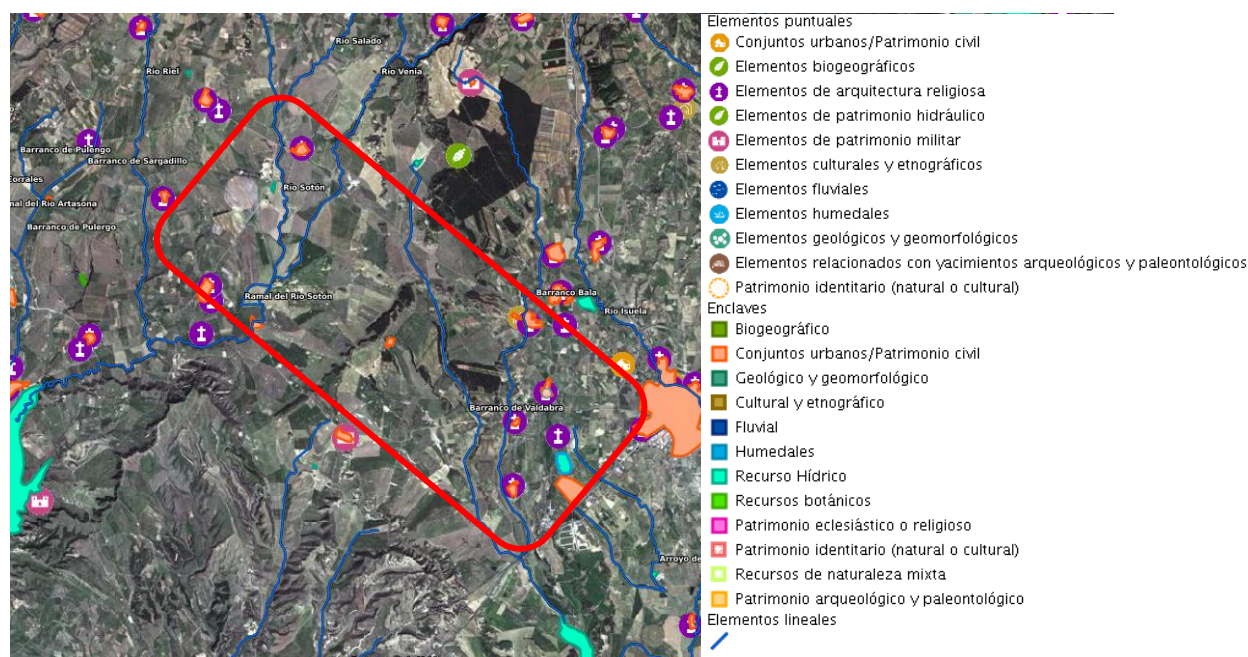 Río Salado
Río Riel
Río Venia
Barranco de Pulengo
Barranco de Sargadillo
Corrales
Río Sotón
nal del Río Artasona
Barranco de Pulergo
Barranco Bala
Ramal del Río Sotón
Río Isuela
Barranco de Valdabra
Arroyo de
Elementos puntuales
Conjuntos urbanos/Patrimonio civil
Elementos biogeográficos
Elementos de arquitectura religiosa
Elementos de patrimonio hidráulico
Elementos de patrimonio militar
Elementos culturales y etnográficos
Elementos fluviales
Elementos humedales
Elementos geológicos y geomorfológicos
Elementos relacionados con yacimientos arqueológicos y paleontológicos
Patrimonio identitario (natural o cultural)
Enclaves
Biogeográfico
Conjuntos urbanos/Patrimonio civil
Geológico y geomorfológico
Cultural y etnográfico
Fluvial
Humedales
Recurso Hídrico
Recursos botánicos
Patrimonio eclesiástico o religioso
Patrimonio identitario (natural o cultural)
Recursos de naturaleza mixta
Patrimonio arqueológico y paleontológico
Elementos lineales